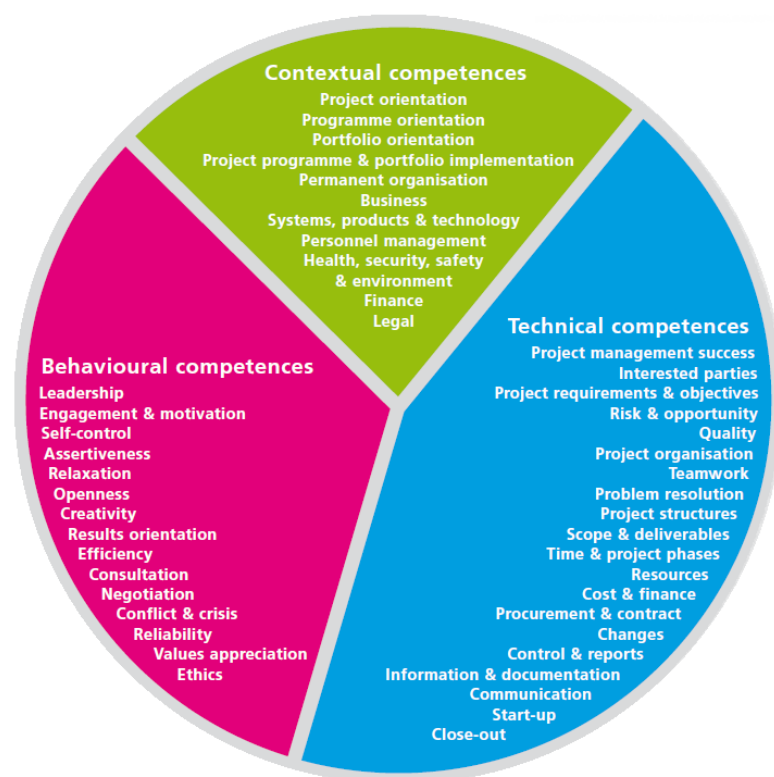 Contextual competences
Project orientation
Programme orientation
Portfolio orientation
Project programme & portfolio implementation
Permanent organisation
Business
Systems, products & technology
Personnel management
Health, security, safety
& environment
Finance
Legal
Technical competences
Project management success
Interested parties
Project requirements & objectives
Risk & opportunity
Quality
Project organisation
Teamwork
Problem resolution
Project structures
Scope & deliverables
Time & project phases
Resources
Cost & finance
Procurement & contract
Changes
Control & reports
Information & documentation
Communication
Start-up
Close-out
Behavioural competences
Leadership
Engagement & motivation
Self-control
Assertiveness
Relaxation
Openness
Creativity
Results orientation
Efficiency
Consultation
Negotiation
Conflict & crisis
Reliability
Values appreciation
Ethics